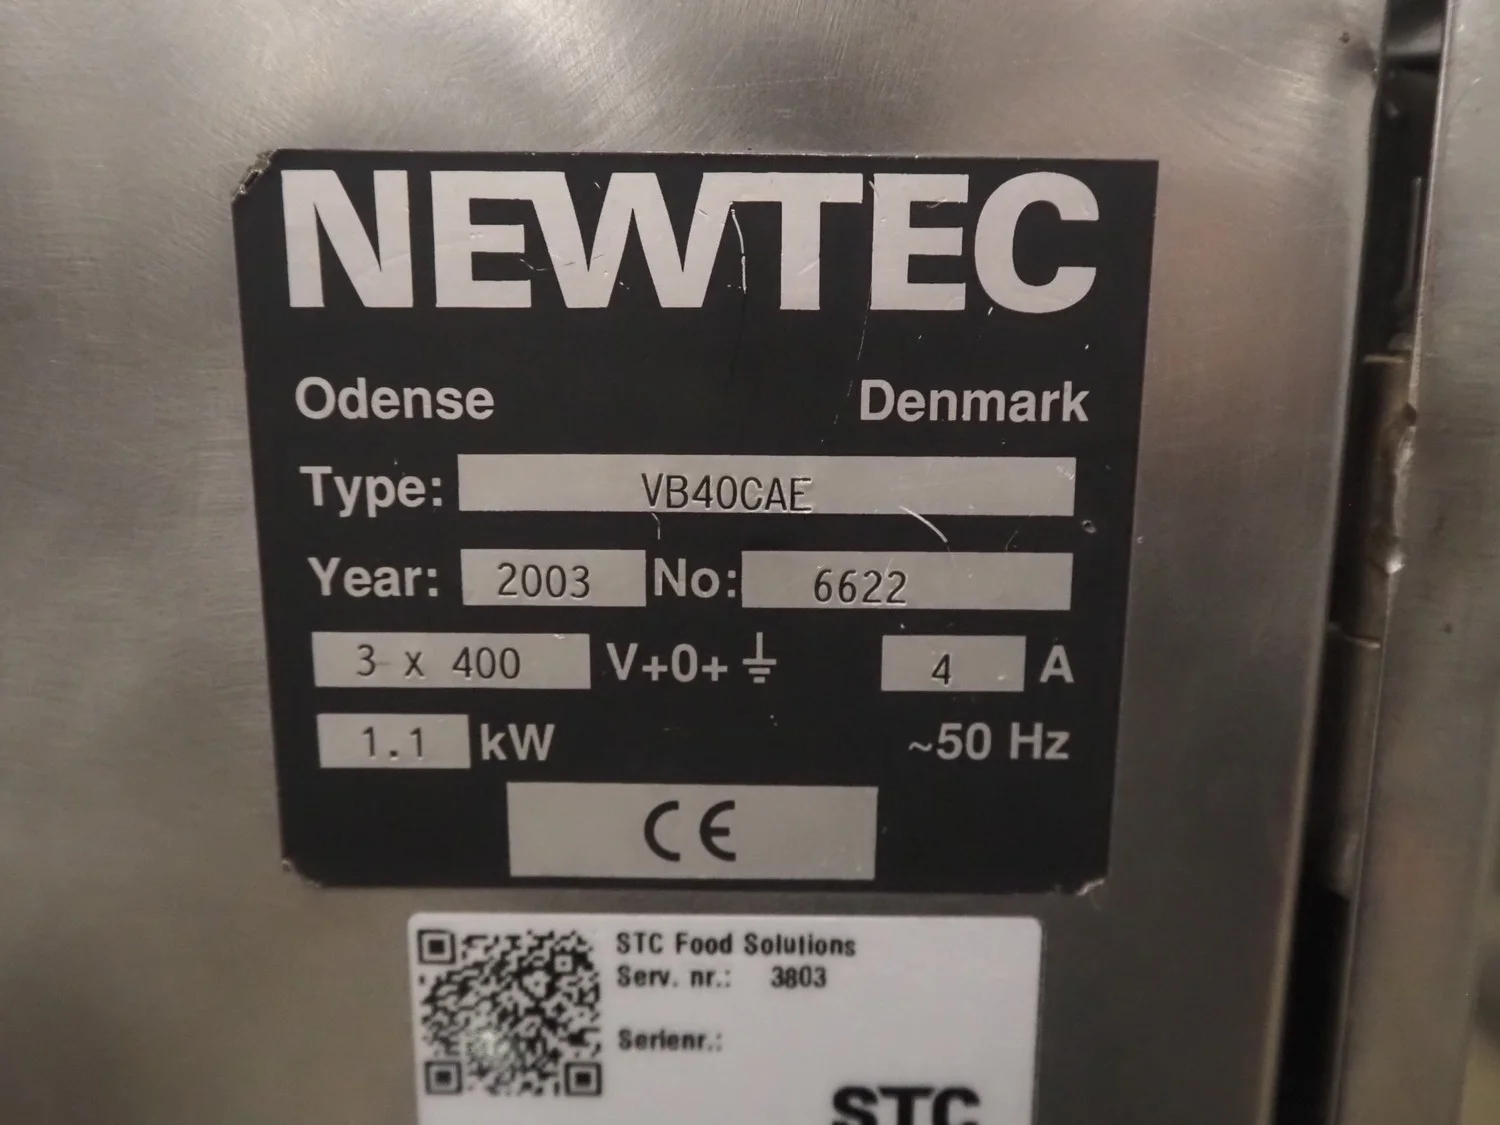 NEWTEC
Odense Denmark
Type: VB40CAE
Year: 2003 No: 6622
3 x 400 V+0+⏚ 4 A
1.1 kW ~50 Hz
CE
STC Food Solutions
Serv. nr.: 3803
Serienr.:
STC